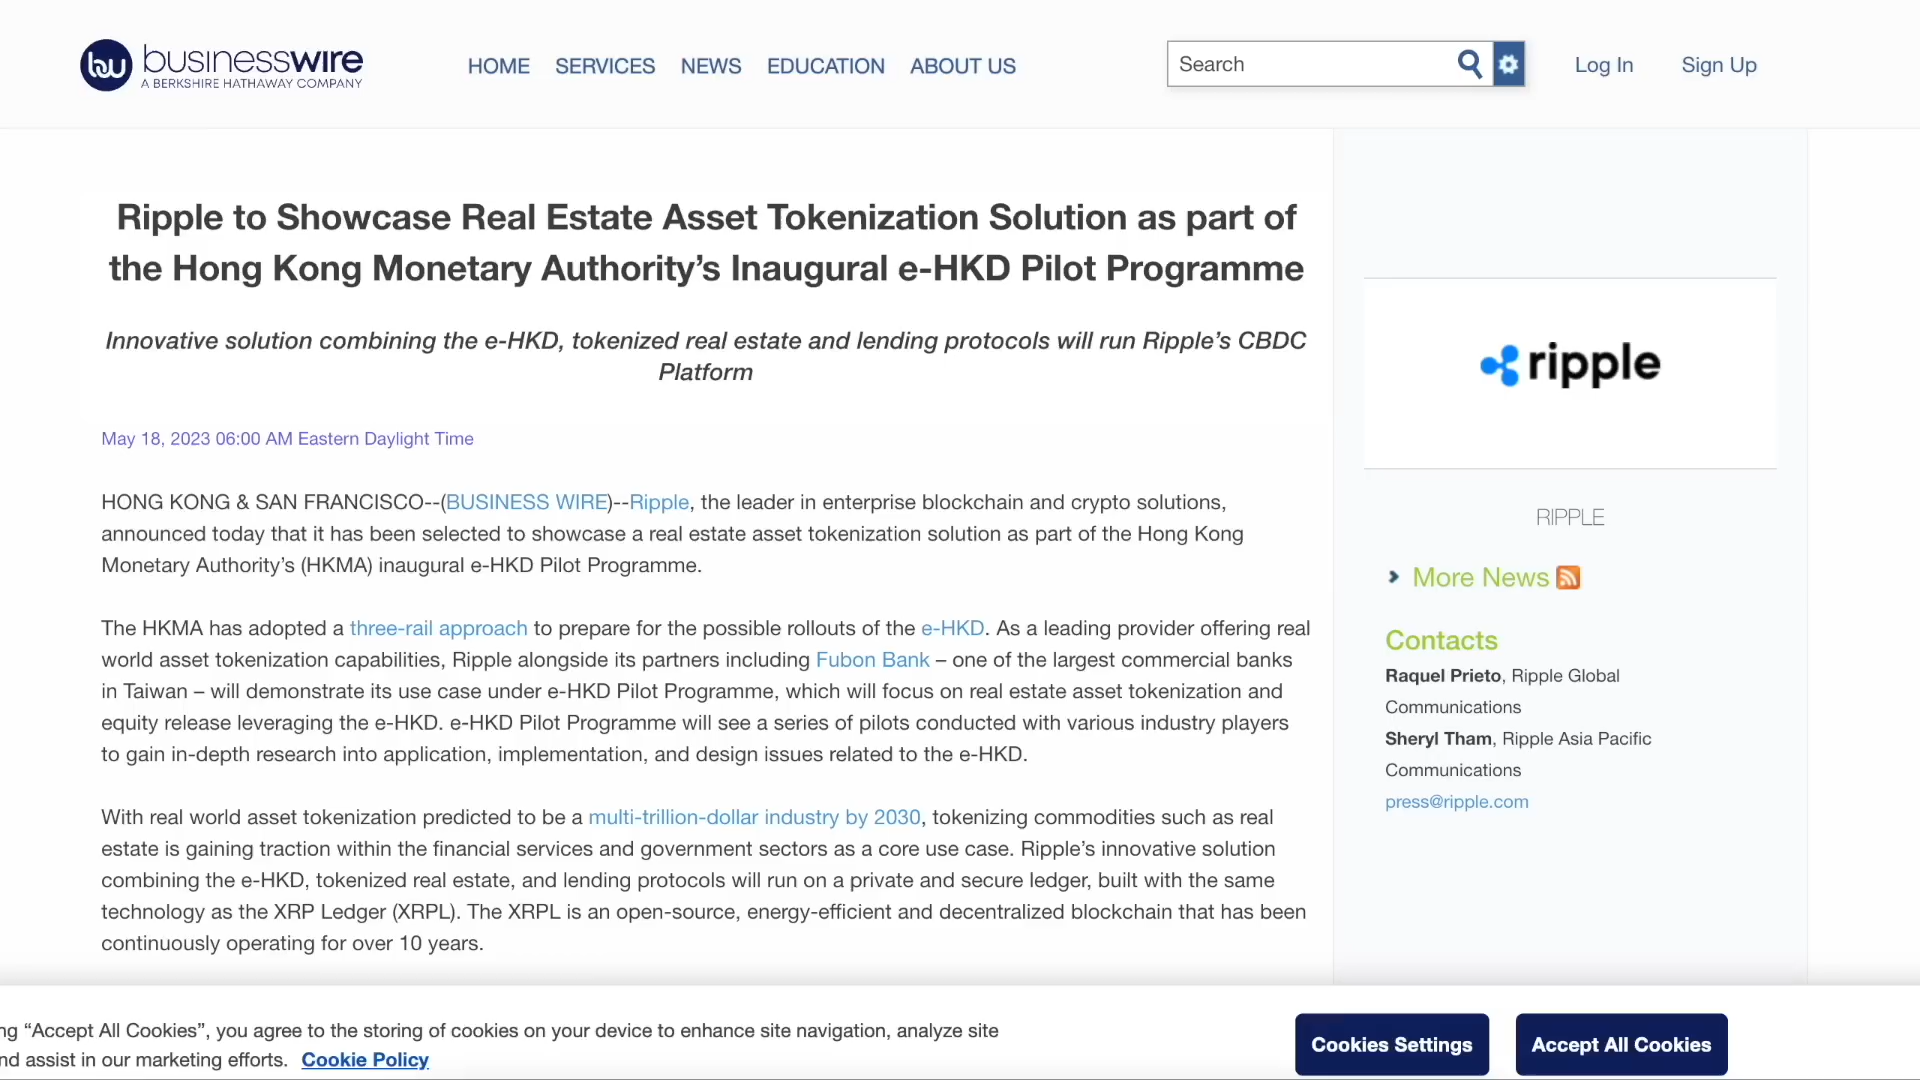 bw businesswire
A BERKSHIRE HATHAWAY COMPANY
HOME SERVICES NEWS EDUCATION ABOUT US
Search
Log In Sign Up
Ripple to Showcase Real Estate Asset Tokenization Solution as part of
the Hong Kong Monetary Authority’s Inaugural e-HKD Pilot Programme
Innovative solution combining the e-HKD, tokenized real estate and lending protocols will run Ripple’s CBDC
Platform
May 18, 2023 06:00 AM Eastern Daylight Time
HONG KONG & SAN FRANCISCO--(BUSINESS WIRE)--Ripple, the leader in enterprise blockchain and crypto solutions,
announced today that it has been selected to showcase a real estate asset tokenization solution as part of the Hong Kong
Monetary Authority’s (HKMA) inaugural e-HKD Pilot Programme.
The HKMA has adopted a three-rail approach to prepare for the possible rollouts of the e-HKD. As a leading provider offering real
world asset tokenization capabilities, Ripple alongside its partners including Fubon Bank – one of the largest commercial banks
in Taiwan – will demonstrate its use case under e-HKD Pilot Programme, which will focus on real estate asset tokenization and
equity release leveraging the e-HKD. e-HKD Pilot Programme will see a series of pilots conducted with various industry players
to gain in-depth research into application, implementation, and design issues related to the e-HKD.
With real world asset tokenization predicted to be a multi-trillion-dollar industry by 2030, tokenizing commodities such as real
estate is gaining traction within the financial services and government sectors as a core use case. Ripple’s innovative solution
combining the e-HKD, tokenized real estate, and lending protocols will run on a private and secure ledger, built with the same
technology as the XRP Ledger (XRPL). The XRPL is an open-source, energy-efficient and decentralized blockchain that has been
continuously operating for over 10 years.
ripple
RIPPLE
More News
Contacts
Raquel Prieto, Ripple Global
Communications
Sheryl Tham, Ripple Asia Pacific
Communications
press@ripple.com
ng “Accept All Cookies”, you agree to the storing of cookies on your device to enhance site navigation, analyze site
nd assist in our marketing efforts. Cookie Policy
Cookies Settings
Accept All Cookies